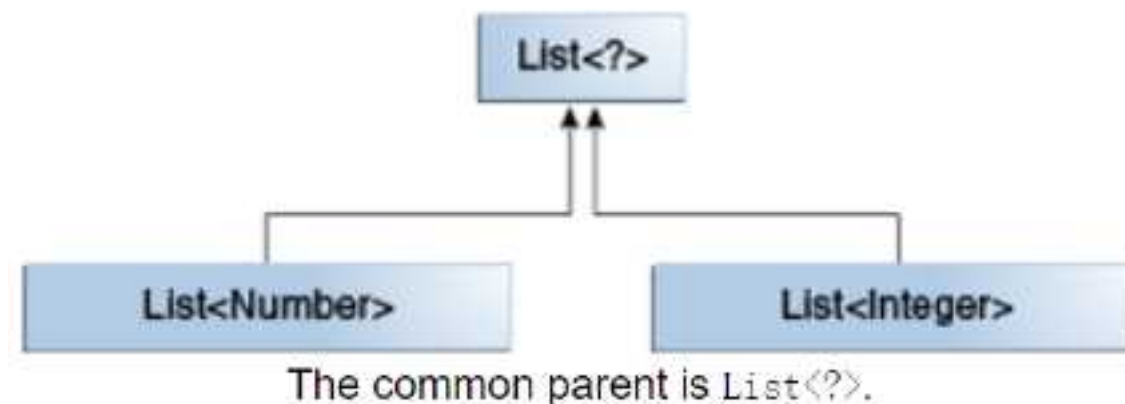 List<?>
List<Number>
List<Integer>
The common parent is List<?>.